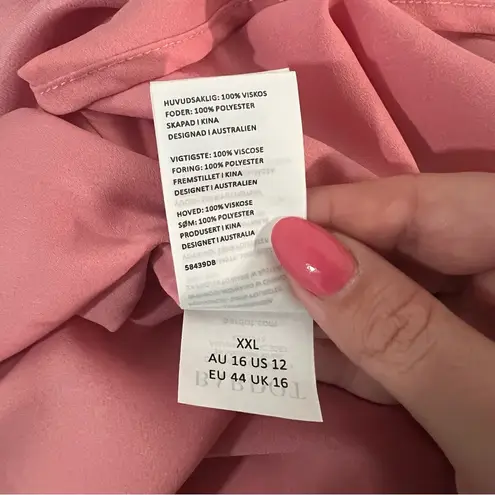 HUVUDSAKLIG: 100% VISKOS
FODER: 100% POLYESTER
SKAPAD I KINA
DESIGNAD I AUSTRALIEN
VIGTIGSTE: 100% VISCOSE
FORING: 100% POLYESTER
FREMSTILLET I KINA
DESIGNET I AUSTRALIEN
HOVED: 100% VISKOSE
SØM: 100% POLYESTER
PRODUSERT I KINA
DESIGNET I AUSTRALIA
58439DB
XXL
AU 16 US 12
EU 44 UK 16
BARDOT